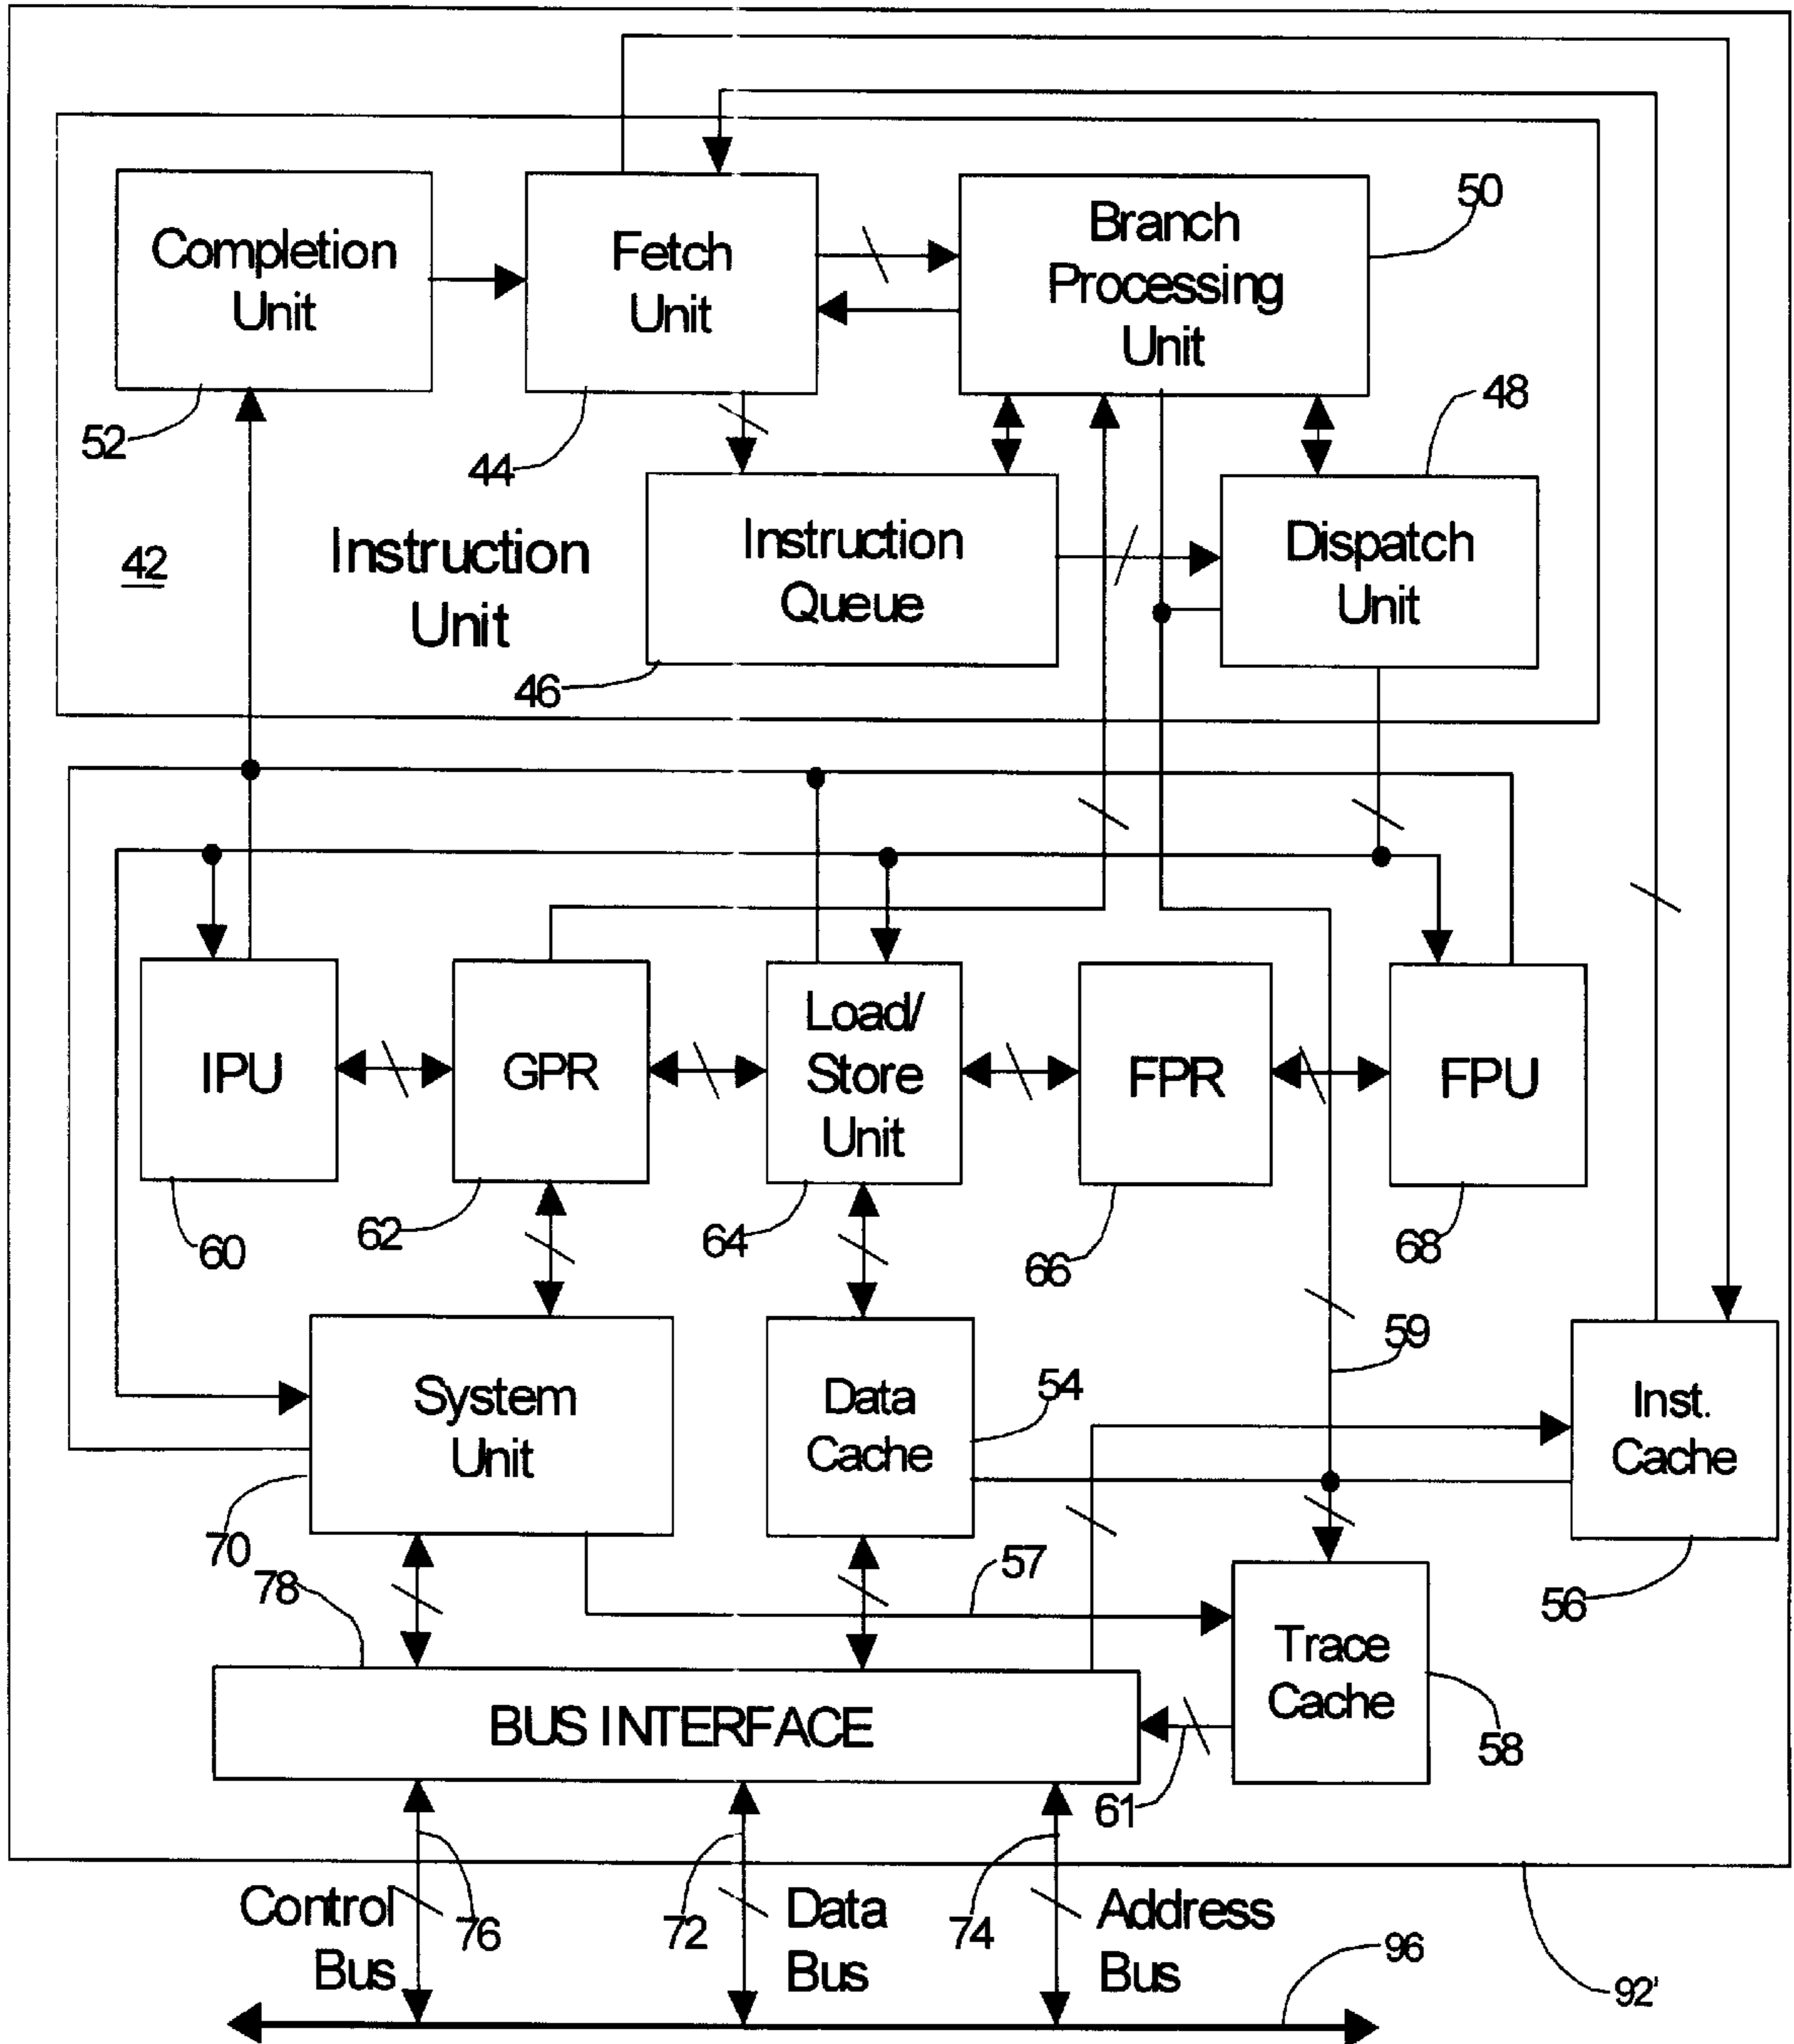 Completion
Unit
Fetch
Unit
Branch
Processing
Unit
50
52
44
48
42
Instruction
Unit
Instruction
Queue
Dispatch
Unit
46
IPU
GPR
Load/
Store
Unit
FPR
FPU
60
62
64
66
68
System
Unit
Data
Cache
54
59
Inst.
Cache
70
78
57
56
Trace
Cache
58
BUS INTERFACE
61
Control
Bus
76
72
Data
Bus
74
Address
Bus
96
92'